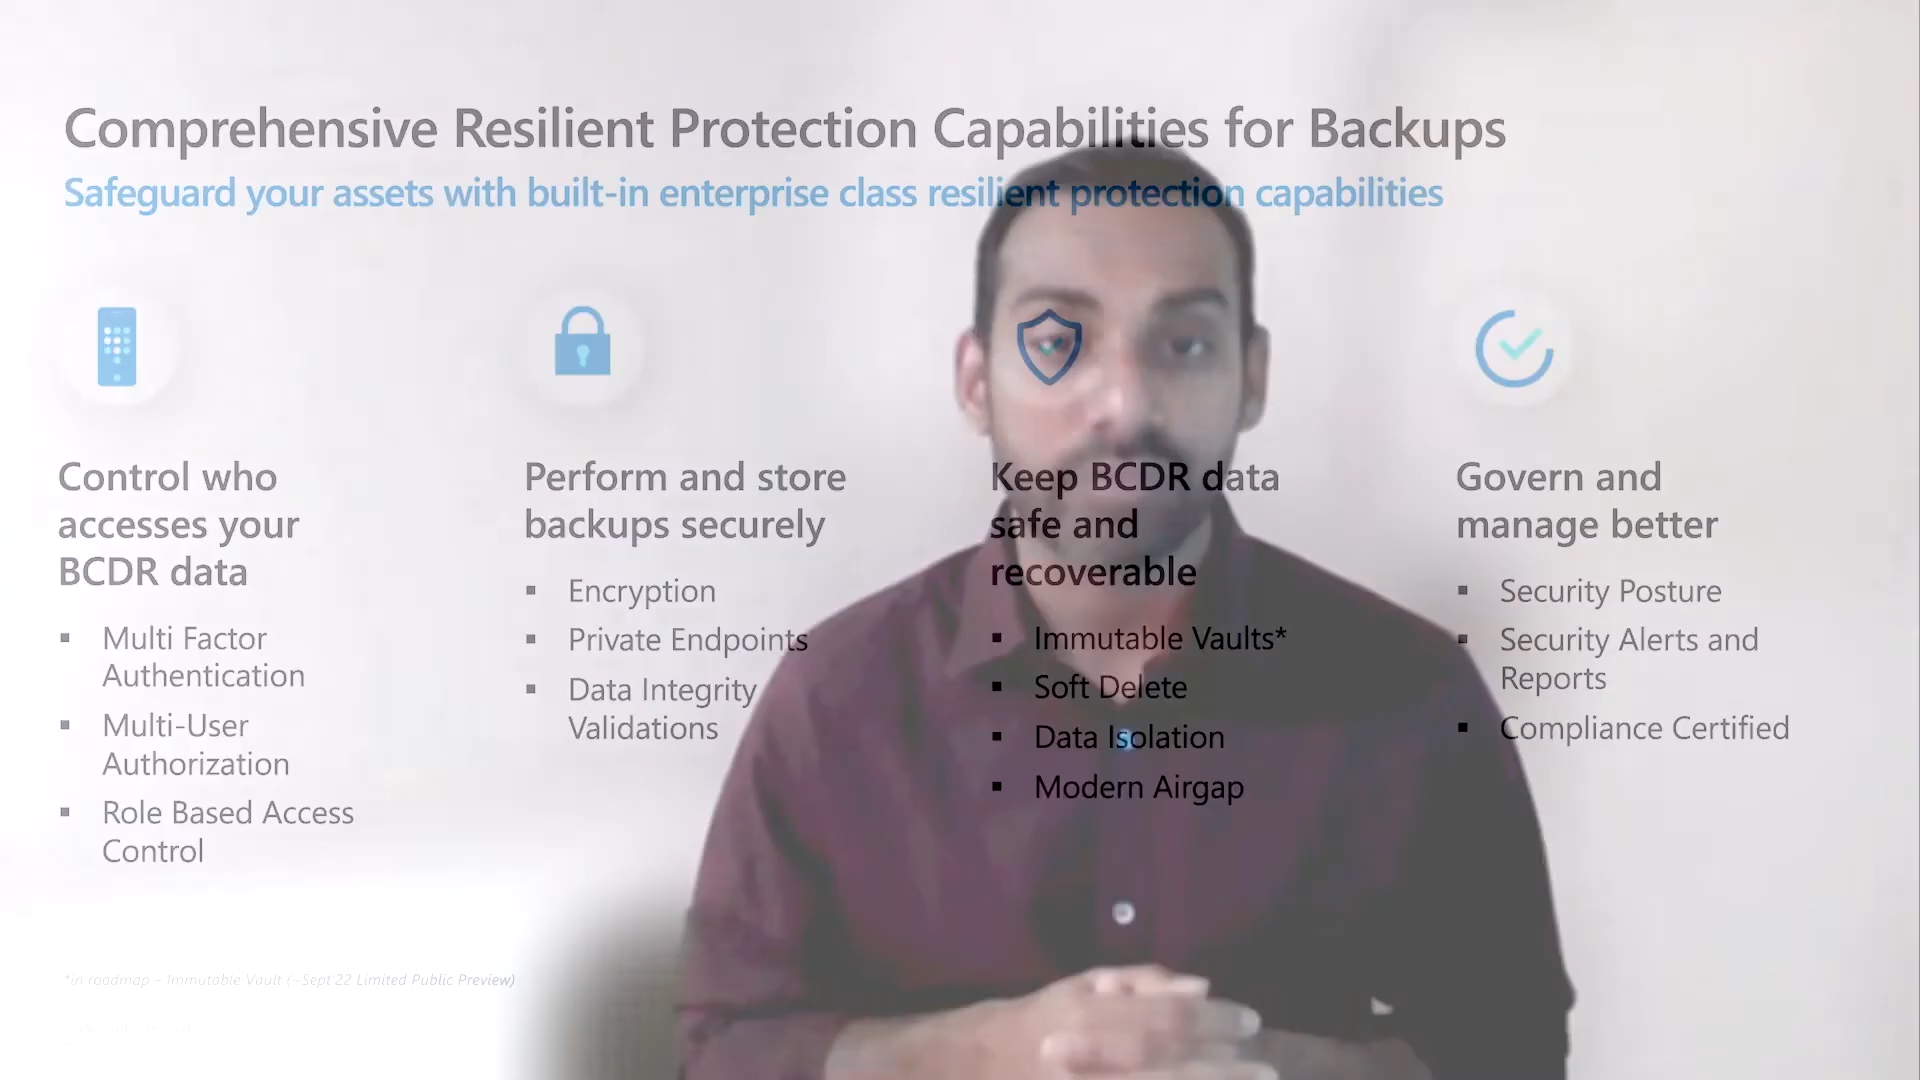 Comprehensive Resilient Protection Capabilities for Backups
Safeguard your assets with built-in enterprise class resilient protection capabilities
Control who
accesses your
BCDR data
▪ Multi Factor
Authentication
▪ Multi-User
Authorization
▪ Role Based Access
Control
Perform and store
backups securely
▪ Encryption
▪ Private Endpoints
▪ Data Integrity
Validations
Keep BCDR data
safe and
recoverable
▪ Immutable Vaults*
▪ Soft Delete
▪ Data Isolation
▪ Modern Airgap
Govern and
manage better
▪ Security Posture
▪ Security Alerts and
Reports
▪ Compliance Certified
*in roadmap – Immutable Vault (~Sept'22 Limited Public Preview)